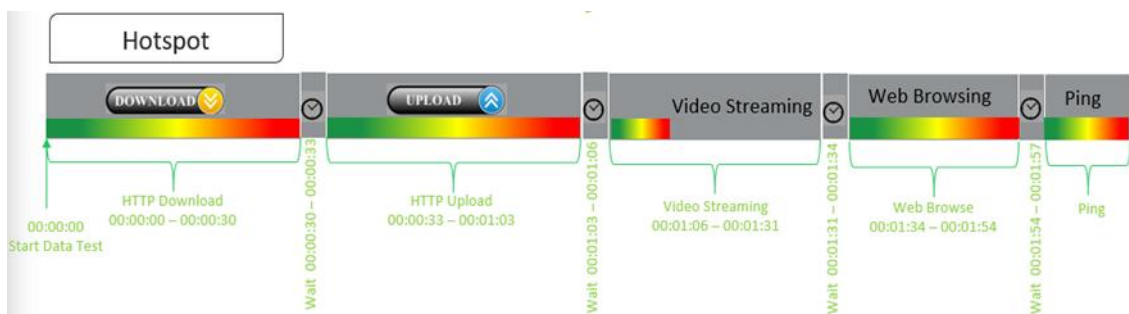 Hotspot
DOWNLOAD
UPLOAD
Video Streaming
Web Browsing
Ping
00:00:00
Start Data Test
HTTP Download
00:00:00 – 00:00:30
Wait 00:00:30 – 00:00:33
HTTP Upload
00:00:33 – 00:01:03
Wait 00:01:03 – 00:01:06
Video Streaming
00:01:06 – 00:01:31
Wait 00:01:31 – 00:01:34
Web Browse
00:01:34 – 00:01:54
Wait 00:01:54 – 00:01:57
Ping